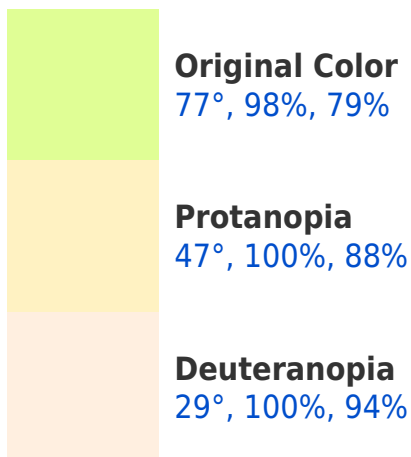 Original Color
77°, 98%, 79%
Protanopia
47°, 100%, 88%
Deuteranopia
29°, 100%, 94%